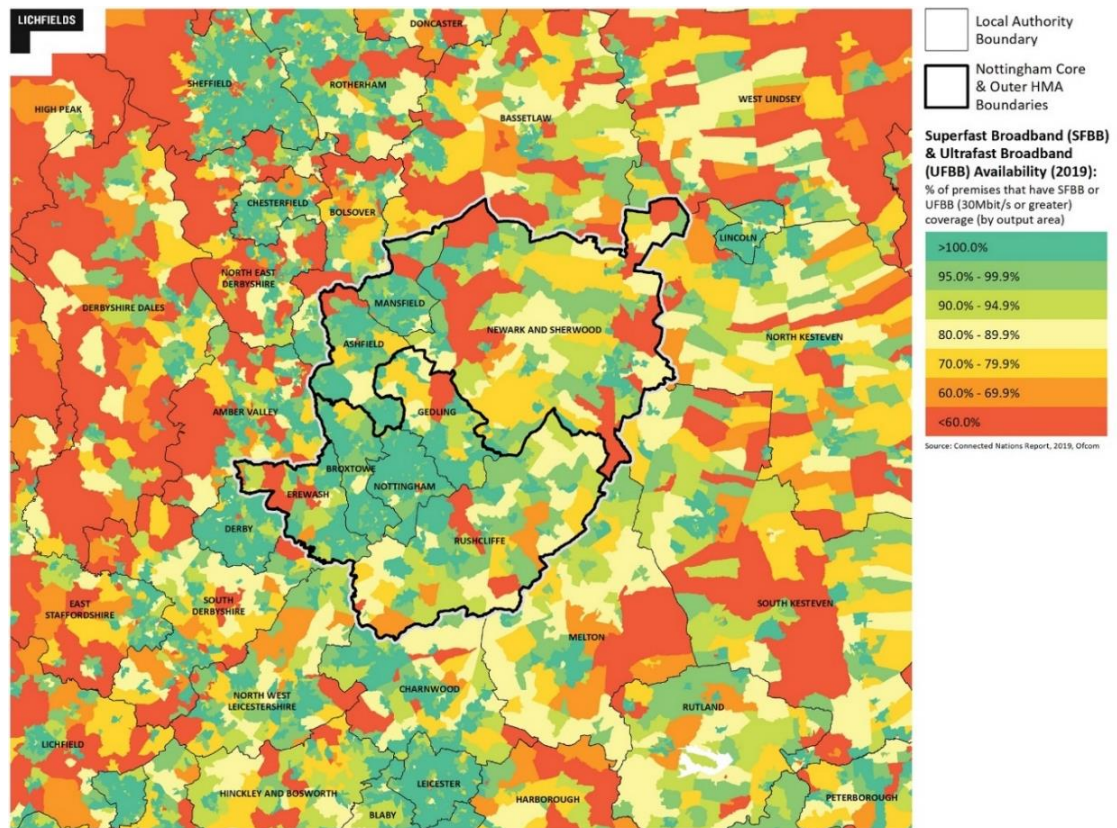 LICHFIELDS
DONCASTER
SHEFFIELD
ROTHERHAM
HIGH PEAK
WEST LINDSEY
BASSETLAW
CHESTERFIELD
BOLSOVER
LINCOLN
NORTH EAST
DERBYSHIRE
DERBYSHIRE DALES
MANSFIELD
NEWARK AND SHERWOOD
NORTH KESTEVEN
ASHFIELD
AMBER VALLEY
GEDLING
BROXTOWE
NOTTINGHAM
EREWASH
DERBY
RUSHCLIFFE
EAST
STAFFORDSHIRE
SOUTH
DERBYSHIRE
SOUTH KESTEVEN
MELTON
NORTH WEST
LEICESTERSHIRE
CHARNWOOD
RUTLAND
LICHFIELD
LEICESTER
HINCKLEY AND BOSWORTH
HARBOROUGH
PETERBOROUGH
BLABY
Local Authority
Boundary
Nottingham Core
& Outer HMA
Boundaries
Superfast Broadband (SFBB)
& Ultrafast Broadband
(UFBB) Availability (2019):
% of premises that have SFBB or
UFBB (30Mbit/s or greater)
coverage (by output area)
>100.0%
95.0% - 99.9%
90.0% - 94.9%
80.0% - 89.9%
70.0% - 79.9%
60.0% - 69.9%
<60.0%
Source: Connected Nations Report, 2019, Ofcom